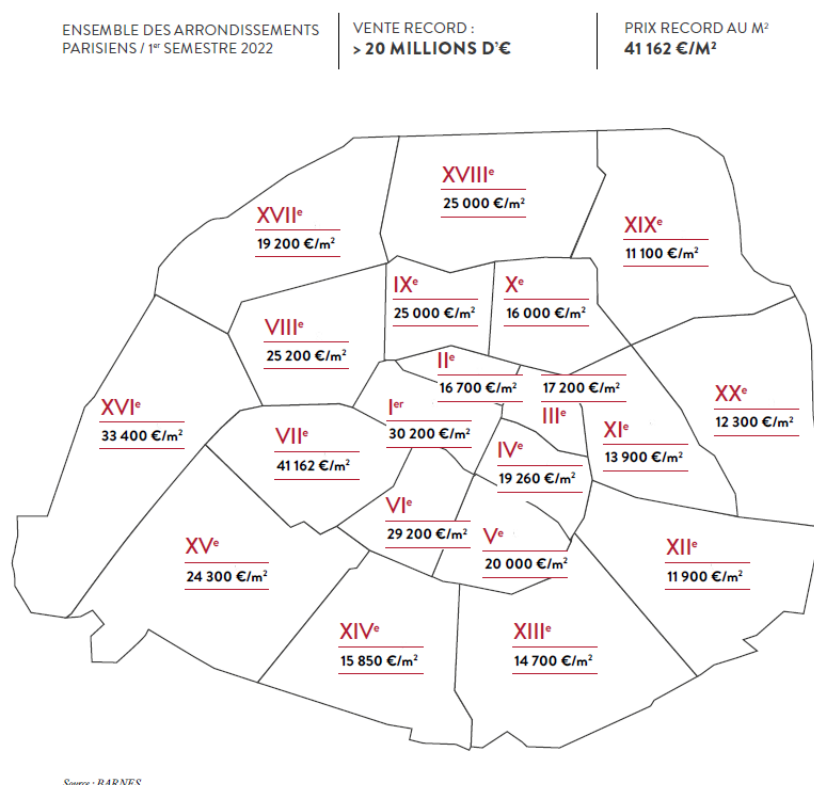 ENSEMBLE DES ARRONDISSEMENTS
PARISIENS / 1er SEMESTRE 2022
VENTE RECORD :
> 20 MILLIONS D'€
PRIX RECORD AU M²
41 162 €/M²
XVIIIe
25 000 €/m²
XVIIe
19 200 €/m²
XIXe
11 100 €/m²
IXe
25 000 €/m²
Xe
16 000 €/m²
VIIIe
25 200 €/m²
IIe
16 700 €/m²
17 200 €/m²
IIIe
XVIe
33 400 €/m²
Ier
30 200 €/m²
XXe
12 300 €/m²
VIIe
41 162 €/m²
XIe
13 900 €/m²
IVe
19 260 €/m²
VIe
29 200 €/m²
Ve
20 000 €/m²
XVe
24 300 €/m²
XIIe
11 900 €/m²
XIVe
15 850 €/m²
XIIIe
14 700 €/m²
Source : BARNES